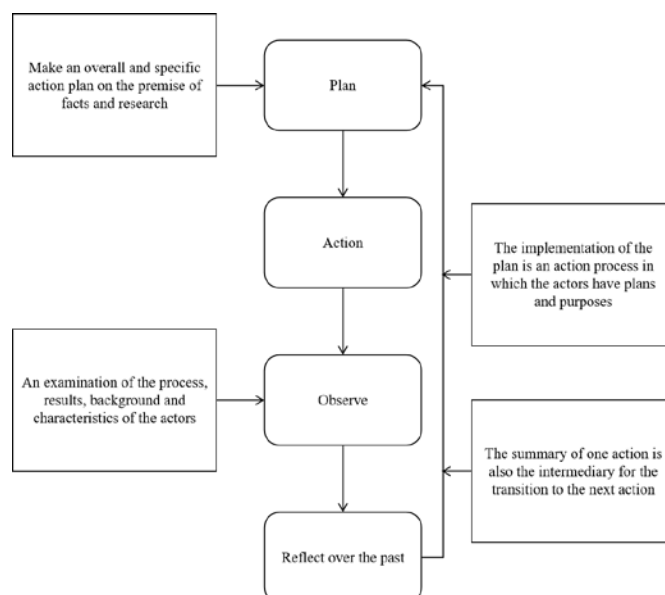 Make an overall and specific
action plan on the premise of
facts and research
Plan
Action
The implementation of the
plan is an action process in
which the actors have plans
and purposes
An examination of the process,
results, background and
characteristics of the actors
Observe
The summary of one action is
also the intermediary for the
transition to the next action
Reflect over the past